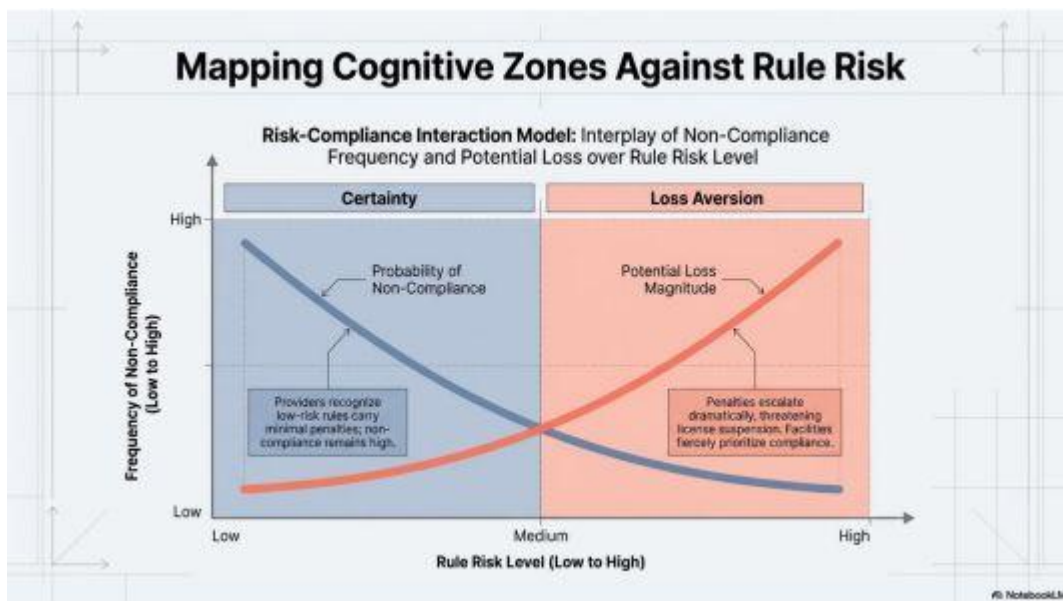 Mapping Cognitive Zones Against Rule Risk
Risk-Compliance Interaction Model: Interplay of Non-Compliance
Frequency and Potential Loss over Rule Risk Level
Certainty
Loss Aversion
High
Probability of
Non-Compliance
Potential Loss
Magnitude
Frequency of Non-Compliance
(Low to High)
Providers recognize
low-risk rules carry
minimal penalties; non-
compliance remains high.
Penalties escalate
dramatically, threatening
license suspension. Facilities
fiercely prioritize compliance.
Low
Low
Medium
High
Rule Risk Level (Low to High)